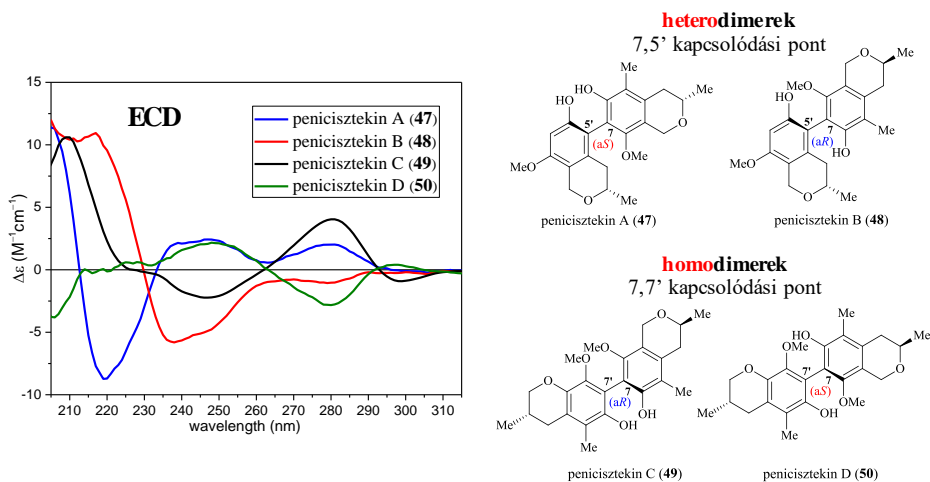 ECD
penicisztekin A (47)
penicisztekin B (48)
penicisztekin C (49)
penicisztekin D (50)
15
10
5
0
-5
-10
Δε (M⁻¹cm⁻¹)
210 220 230 240 250 260 270 280 290 300 310
wavelength (nm)
heterodimerek
7,5’ kapcsolódási pont
Me
HO
Me
HO
5'
7
O
(aS)
OMe
MeO
O
Me
penicisztekin A (47)
O
Me
MeO
HO
5'
7
Me
(aR)
OH
MeO
O
Me
penicisztekin B (48)
homodimerek
7,7’ kapcsolódási pont
O
Me
MeO
OMe
O
7'
7
Me
(aR)
OH
OH
Me
Me
penicisztekin C (49)
Me
HO
Me
OMe
O
7'
7
O
(aS)
OMe
OH
Me
Me
penicisztekin D (50)